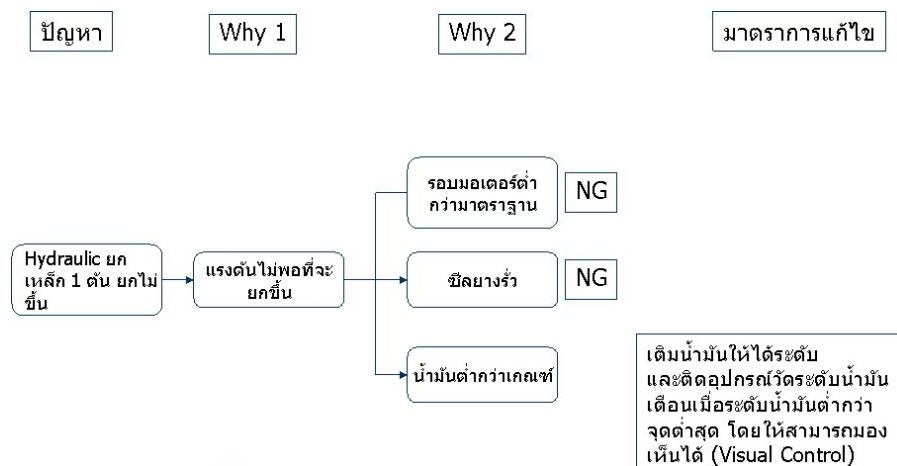 ปัญหา
Why 1
Why 2
มาตราการแก้ไข
รอบมอเตอร์ต่ำ
กว่ามาตราฐาน
NG
Hydraulic ยก
เหล็ก 1 ตัน ยกไม่
ขึ้น
แรงดันไม่พอที่จะ
ยกขึ้น
ซีลยางรั่ว
NG
น้ำมันต่ำกว่าเกณฑ์
เติมน้ำมันให้ได้ระดับ
และติดอุปกรณ์วัดระดับน้ำมัน
เตือนเมื่อระดับน้ำมันต่ำกว่า
จุดต่ำสุด โดยให้สามารถมอง
เห็นได้ (Visual Control)